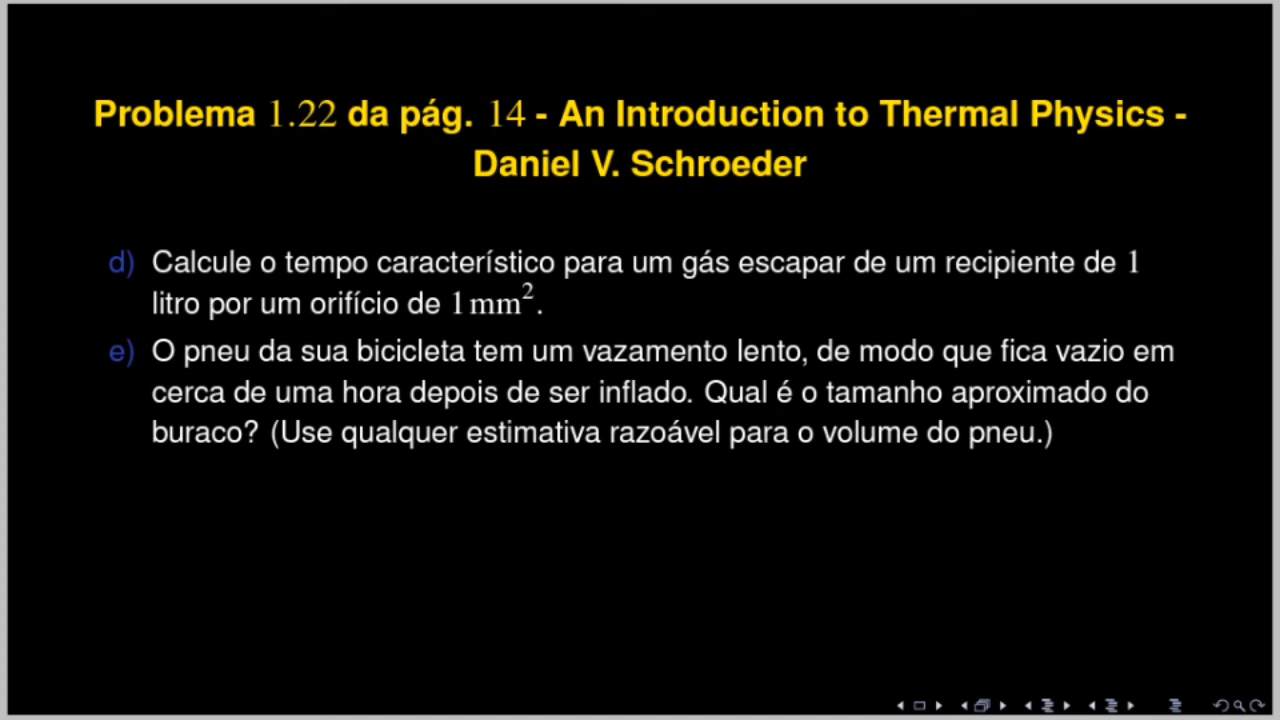 Problema 1.22 da pág. 14 - An Introduction to Thermal Physics -
Daniel V. Schroeder
d) Calcule o tempo característico para um gás escapar de um recipiente de 1
litro por um orifício de 1 mm².
e) O pneu da sua bicicleta tem um vazamento lento, de modo que fica vazio em
cerca de uma hora depois de ser inflado. Qual é o tamanho aproximado do
buraco? (Use qualquer estimativa razoável para o volume do pneu.)